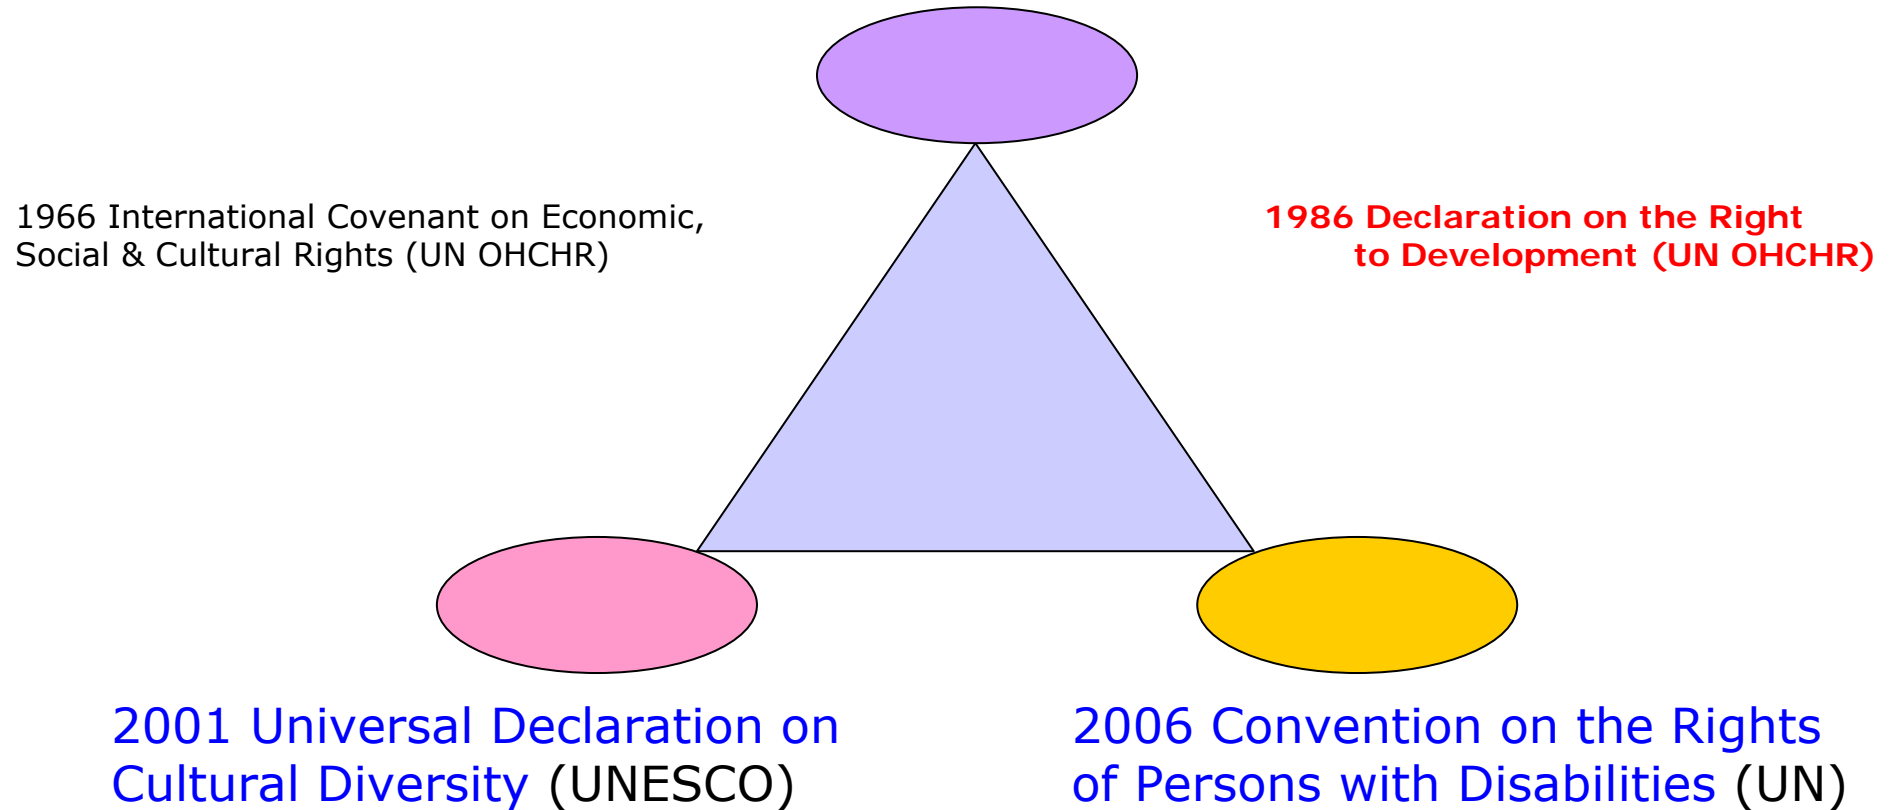 1966 International Covenant on Economic,
Social & Cultural Rights (UN OHCHR)
1986 Declaration on the Right
to Development (UN OHCHR)
2001 Universal Declaration on
Cultural Diversity (UNESCO)
2006 Convention on the Rights
of Persons with Disabilities (UN)